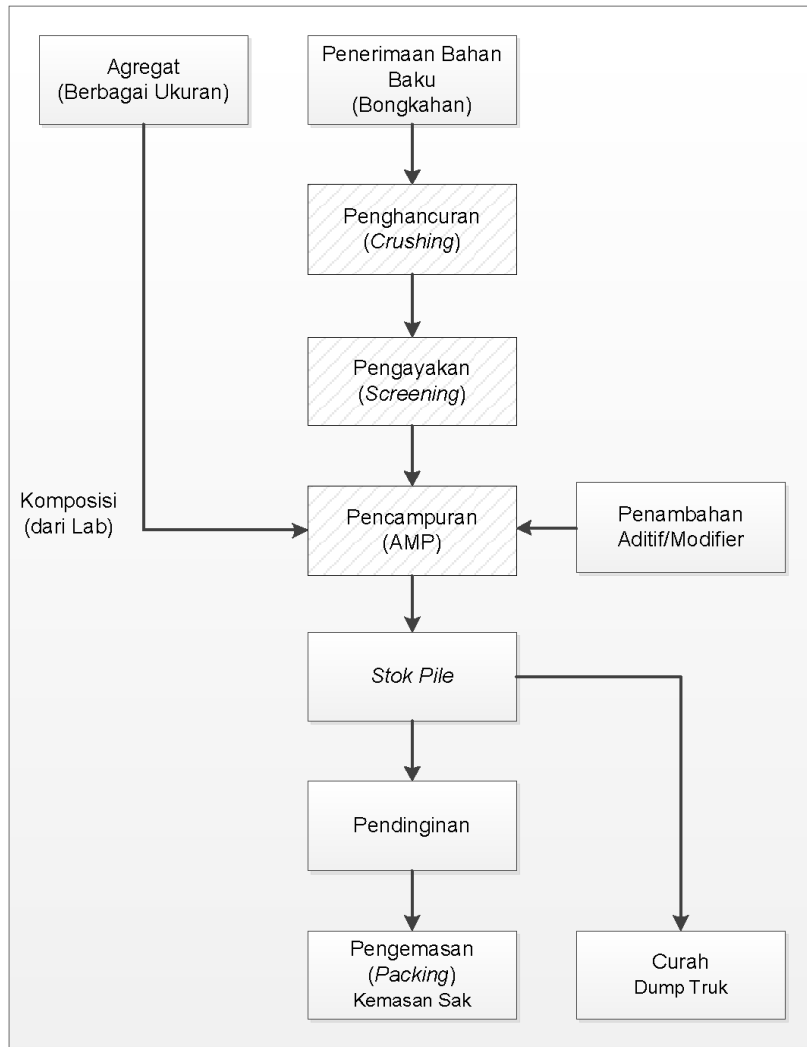 Agregat
(Berbagai Ukuran)
Penerimaan Bahan
Baku
(Bongkahan)
Penghancuran
(Crushing)
Pengayakan
(Screening)
Komposisi
(dari Lab)
Pencampuran
(AMP)
Penambahan
Aditif/Modifier
Stok Pile
Pendinginan
Pengemasan
(Packing)
Kemasan Sak
Curah
Dump Truk